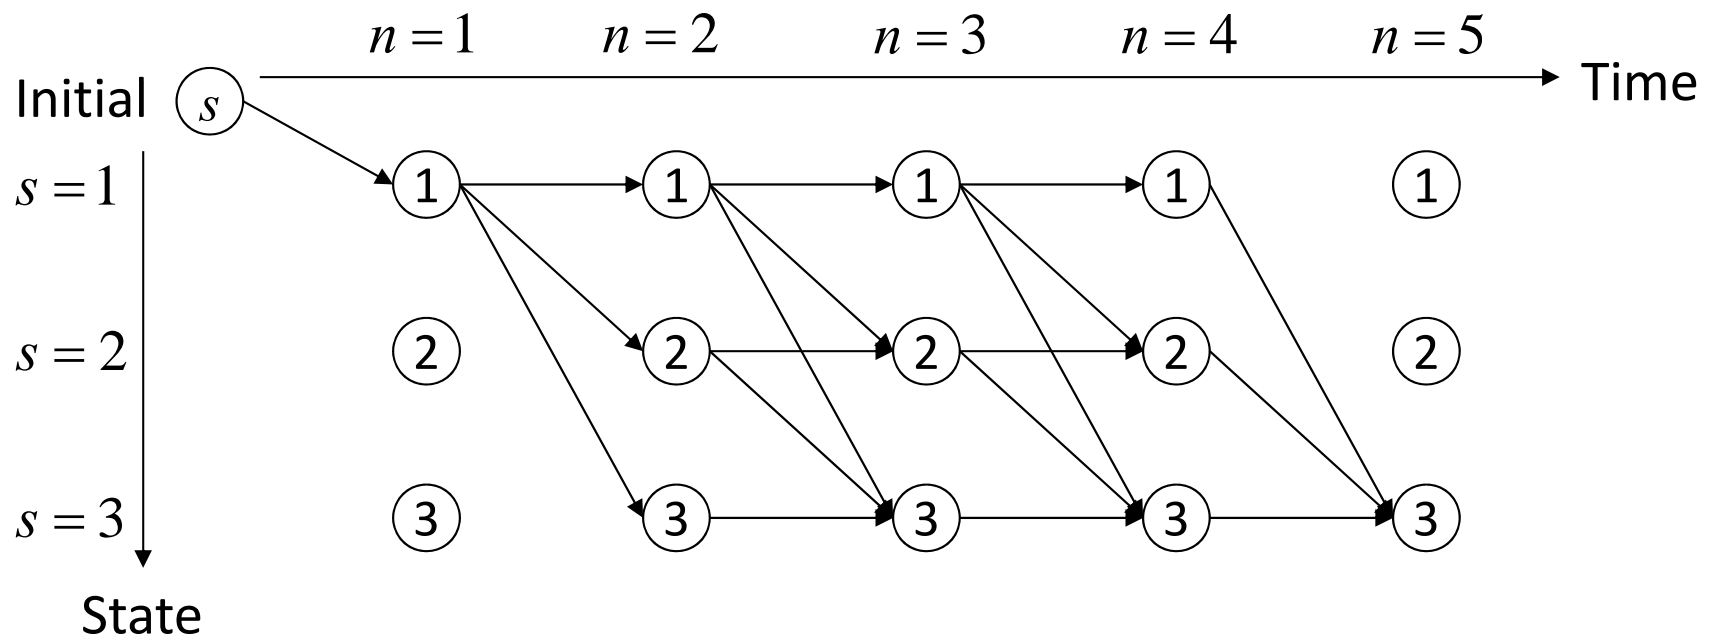 n = 1 n = 2 n = 3 n = 4 n = 5
Initial s Time
s = 1 1 1 1 1 1
s = 2 2 2 2 2 2
s = 3 3 3 3 3 3
State